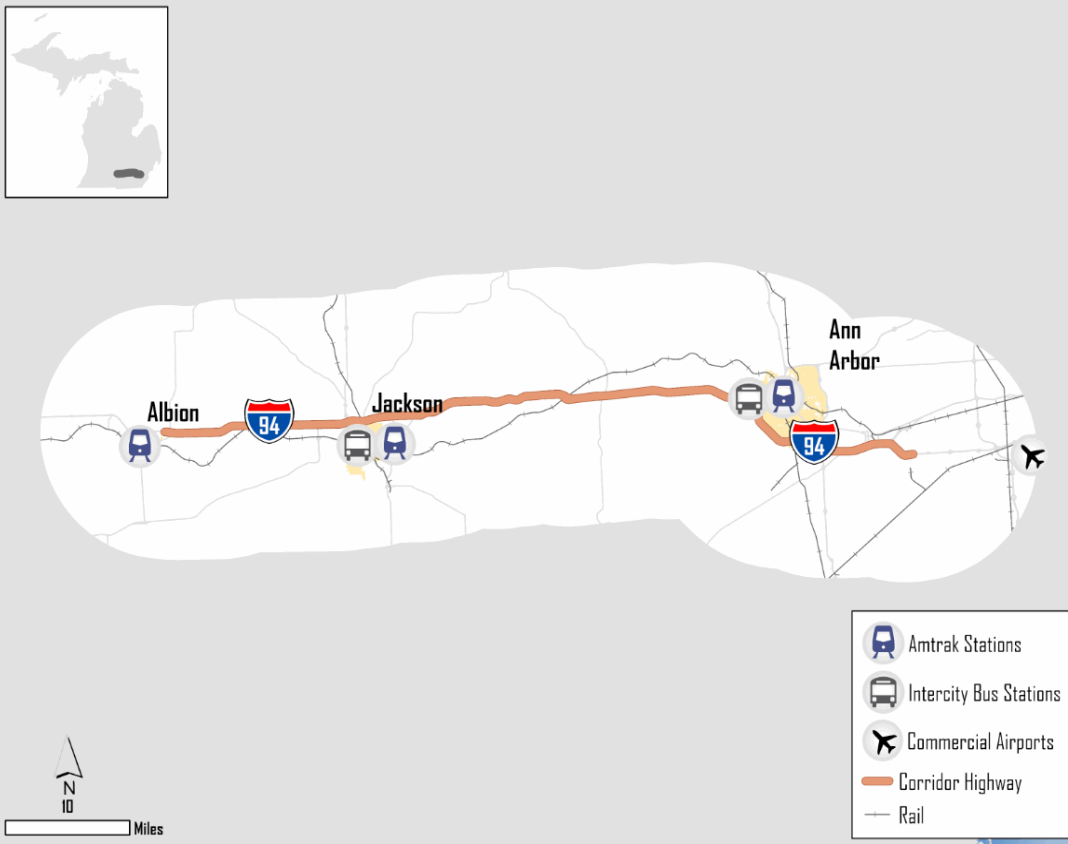 Ann
Arbor
Albion
Jackson
94
94
Amtrak Stations
Intercity Bus Stations
Commercial Airports
Corridor Highway
Rail
N
10
Miles